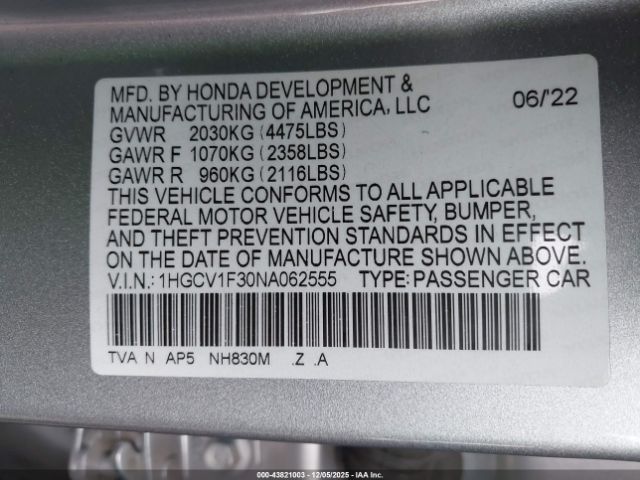 MFD. BY HONDA DEVELOPMENT &
MANUFACTURING OF AMERICA, LLC 06/'22
GVWR 2030KG (4475LBS)
GAWR F 1070KG (2358LBS)
GAWR R 960KG (2116LBS)
THIS VEHICLE CONFORMS TO ALL APPLICABLE
FEDERAL MOTOR VEHICLE SAFETY, BUMPER,
AND THEFT PREVENTION STANDARDS IN EFFECT
ON THE DATE OF MANUFACTURE SHOWN ABOVE.
V.I.N.: 1HGCV1F30NA062555 TYPE: PASSENGER CAR
TVA N AP5 NH830M .Z .A
000-43821003 12/05/2025 IAA Inc.